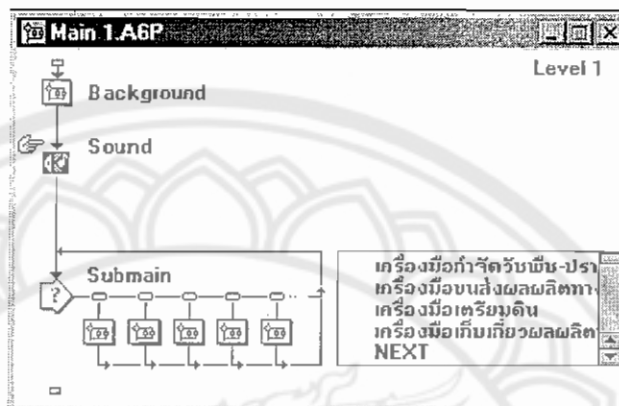 Main 1.A6P
Level 1
Background
Sound
Submain
เครื่องมือกำจัดวัชพืช-ปรา
เครื่องมือขนส่งผลผลิตทาง
เครื่องมือเตรียมดิน
เครื่องมือเก็บเกี่ยวผลผลิต
NEXT